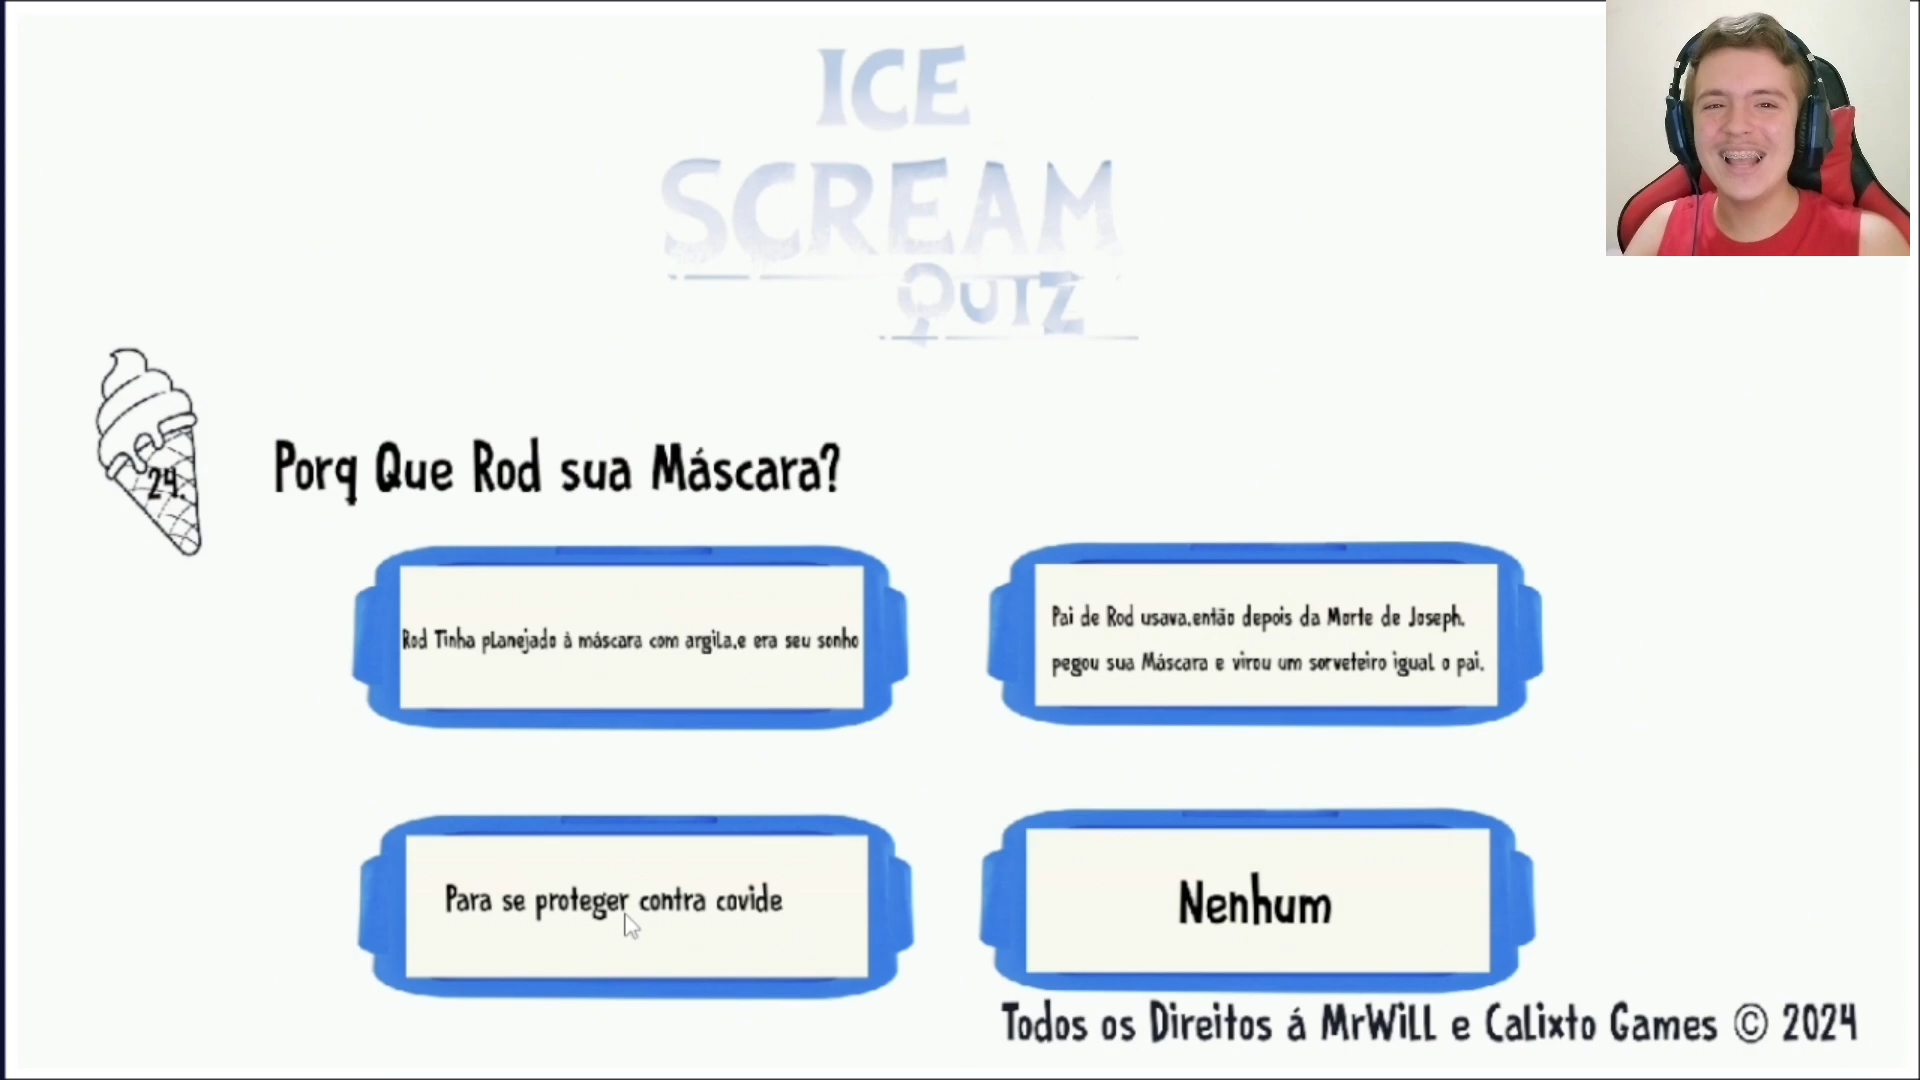 ICE
SCREAM
QUIZ
24.
Porq Que Rod sua Máscara?
Rod Tinha planejado à máscara com argila,e era seu sonho
Pai de Rod usava,então depois da Morte de Joseph,
pegou sua Máscara e virou um sorveteiro igual o pai.
Para se proteger contra covide
Nenhum
Todos os Direitos á MrWill e Calixto Games © 2024